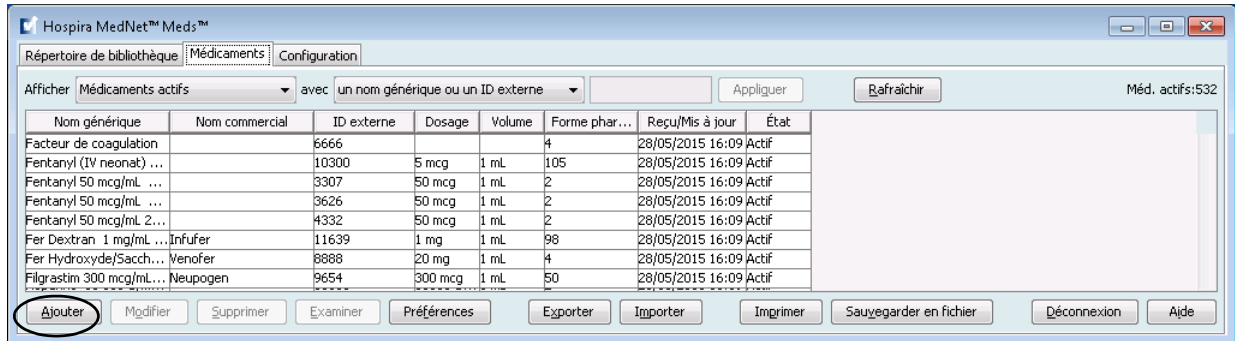 Hospira MedNet™ Meds™
Répertoire de bibliothèque Médicaments Configuration
Afficher Médicaments actifs avec un nom générique ou un ID externe Appliquer Rafraîchir Méd. actifs:532
Nom générique Nom commercial ID externe Dosage Volume Forme phar... Reçu/Mis à jour État
Facteur de coagulation 6666 4 28/05/2015 16:09 Actif
Fentanyl (IV neonat) ... 10300 5 mcg 1 mL 105 28/05/2015 16:09 Actif
Fentanyl 50 mcg/mL ... 3307 50 mcg 1 mL 2 28/05/2015 16:09 Actif
Fentanyl 50 mcg/mL ... 3626 50 mcg 1 mL 2 28/05/2015 16:09 Actif
Fentanyl 50 mcg/mL 2... 4332 50 mcg 1 mL 2 28/05/2015 16:09 Actif
Fer Dextran 1 mg/mL ... Infufer 11639 1 mg 1 mL 98 28/05/2015 16:09 Actif
Fer Hydroxyde/Sacch... Venofer 8888 20 mg 1 mL 4 28/05/2015 16:09 Actif
Filgrastim 300 mcg/mL... Neupogen 9654 300 mcg 1 mL 50 28/05/2015 16:09 Actif
Ajouter Modifier Supprimer Examiner Préférences Exporter Importer Imprimer Sauvegarder en fichier Déconnexion Aide